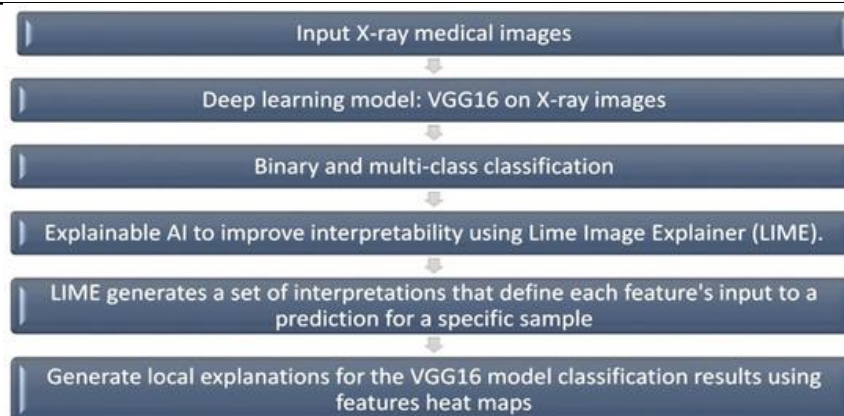 Input X-ray medical images
Deep learning model: VGG16 on X-ray images
Binary and multi-class classification
Explainable AI to improve interpretability using Lime Image Explainer (LIME).
LIME generates a set of interpretations that define each feature's input to a
prediction for a specific sample
Generate local explanations for the VGG16 model classification results using
features heat maps